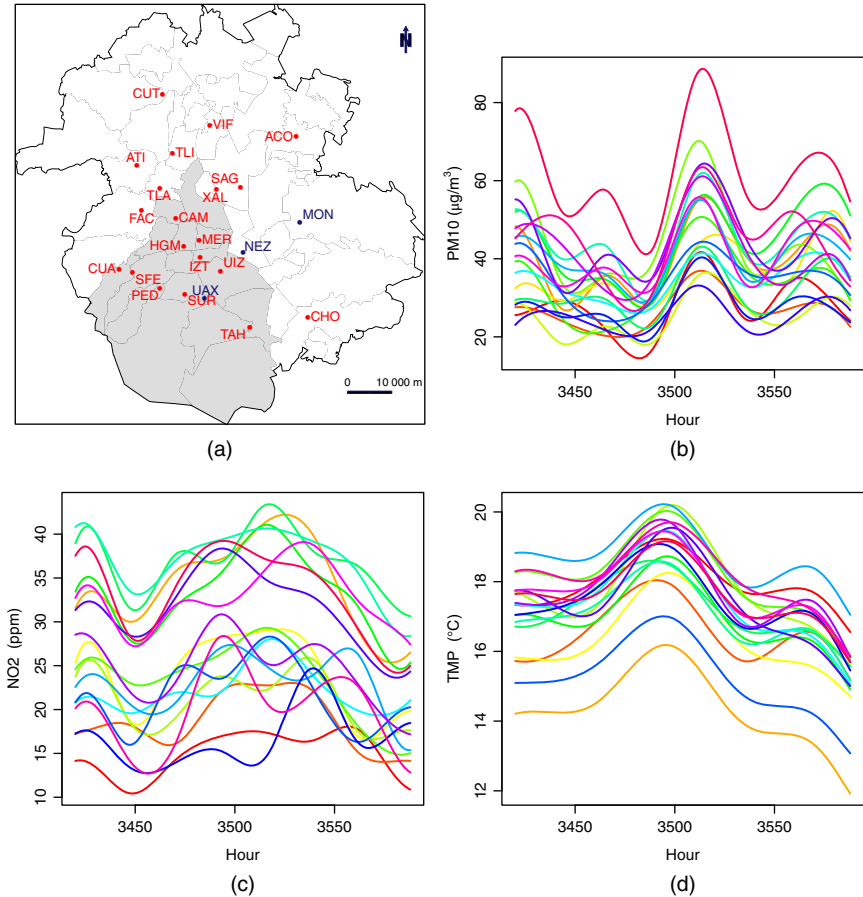 N
CUT
VIF
ACO
TLI
ATI
SAG
TLA
XAL
FAC
CAM
MON
MER
HGM
NEZ
IZT
UIZ
CUA
SFE
PED
UAX
SUR
CHO
TAH
0 10 000 m
(a)
PM10 (μg/m3)
80
60
40
20
3450 3500 3550
Hour
(b)
NO2 (ppm)
40
35
30
25
20
15
10
3450 3500 3550
Hour
(c)
TMP (°C)
20
18
16
14
12
3450 3500 3550
Hour
(d)